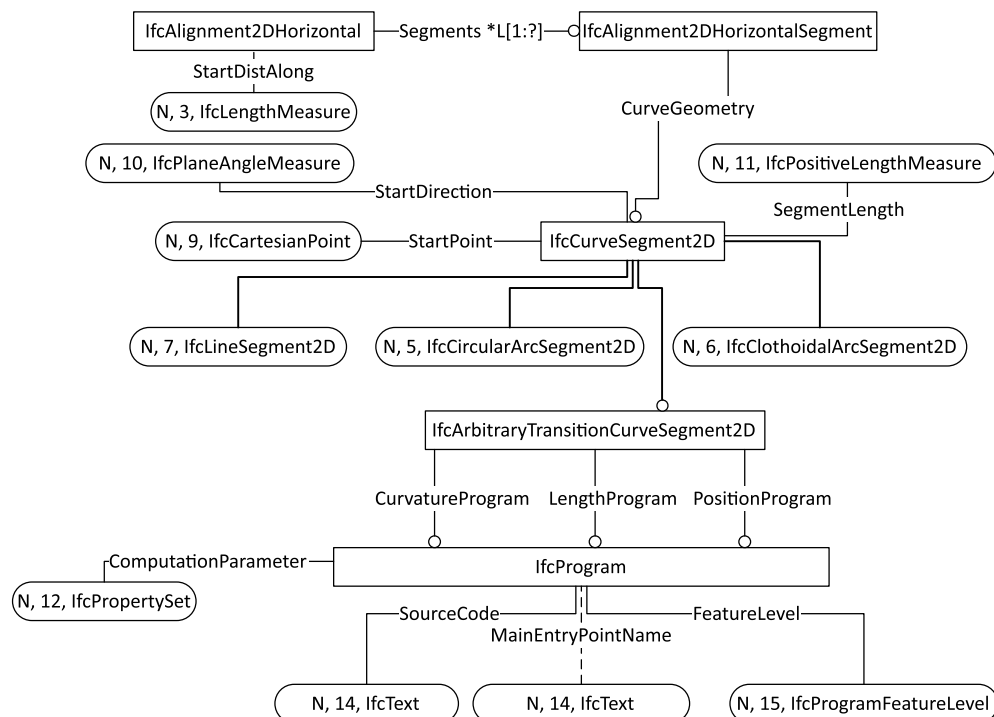 IfcAlignment2DHorizontal
Segments *L[1:?]
IfcAlignment2DHorizontalSegment
StartDistAlong
N, 3, IfcLengthMeasure
CurveGeometry
N, 10, IfcPlaneAngleMeasure
N, 11, IfcPositiveLengthMeasure
StartDirection
SegmentLength
N, 9, IfcCartesianPoint
StartPoint
IfcCurveSegment2D
N, 7, IfcLineSegment2D
N, 5, IfcCircularArcSegment2D
N, 6, IfcClothoidalArcSegment2D
IfcArbitraryTransitionCurveSegment2D
CurvatureProgram
LengthProgram
PositionProgram
ComputationParameter
IfcProgram
N, 12, IfcPropertySet
SourceCode
FeatureLevel
MainEntryPointName
N, 14, IfcText
N, 14, IfcText
N, 15, IfcProgramFeatureLevel